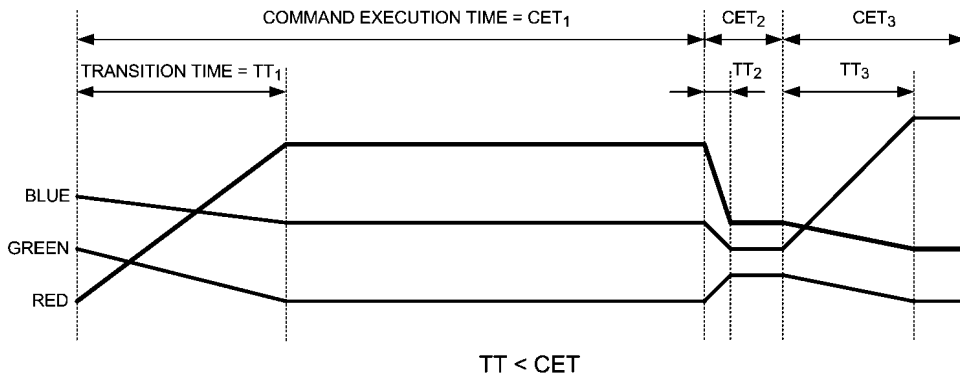 COMMAND EXECUTION TIME = CET1
CET2
CET3
TRANSITION TIME = TT1
TT2
TT3
BLUE
GREEN
RED
TT < CET